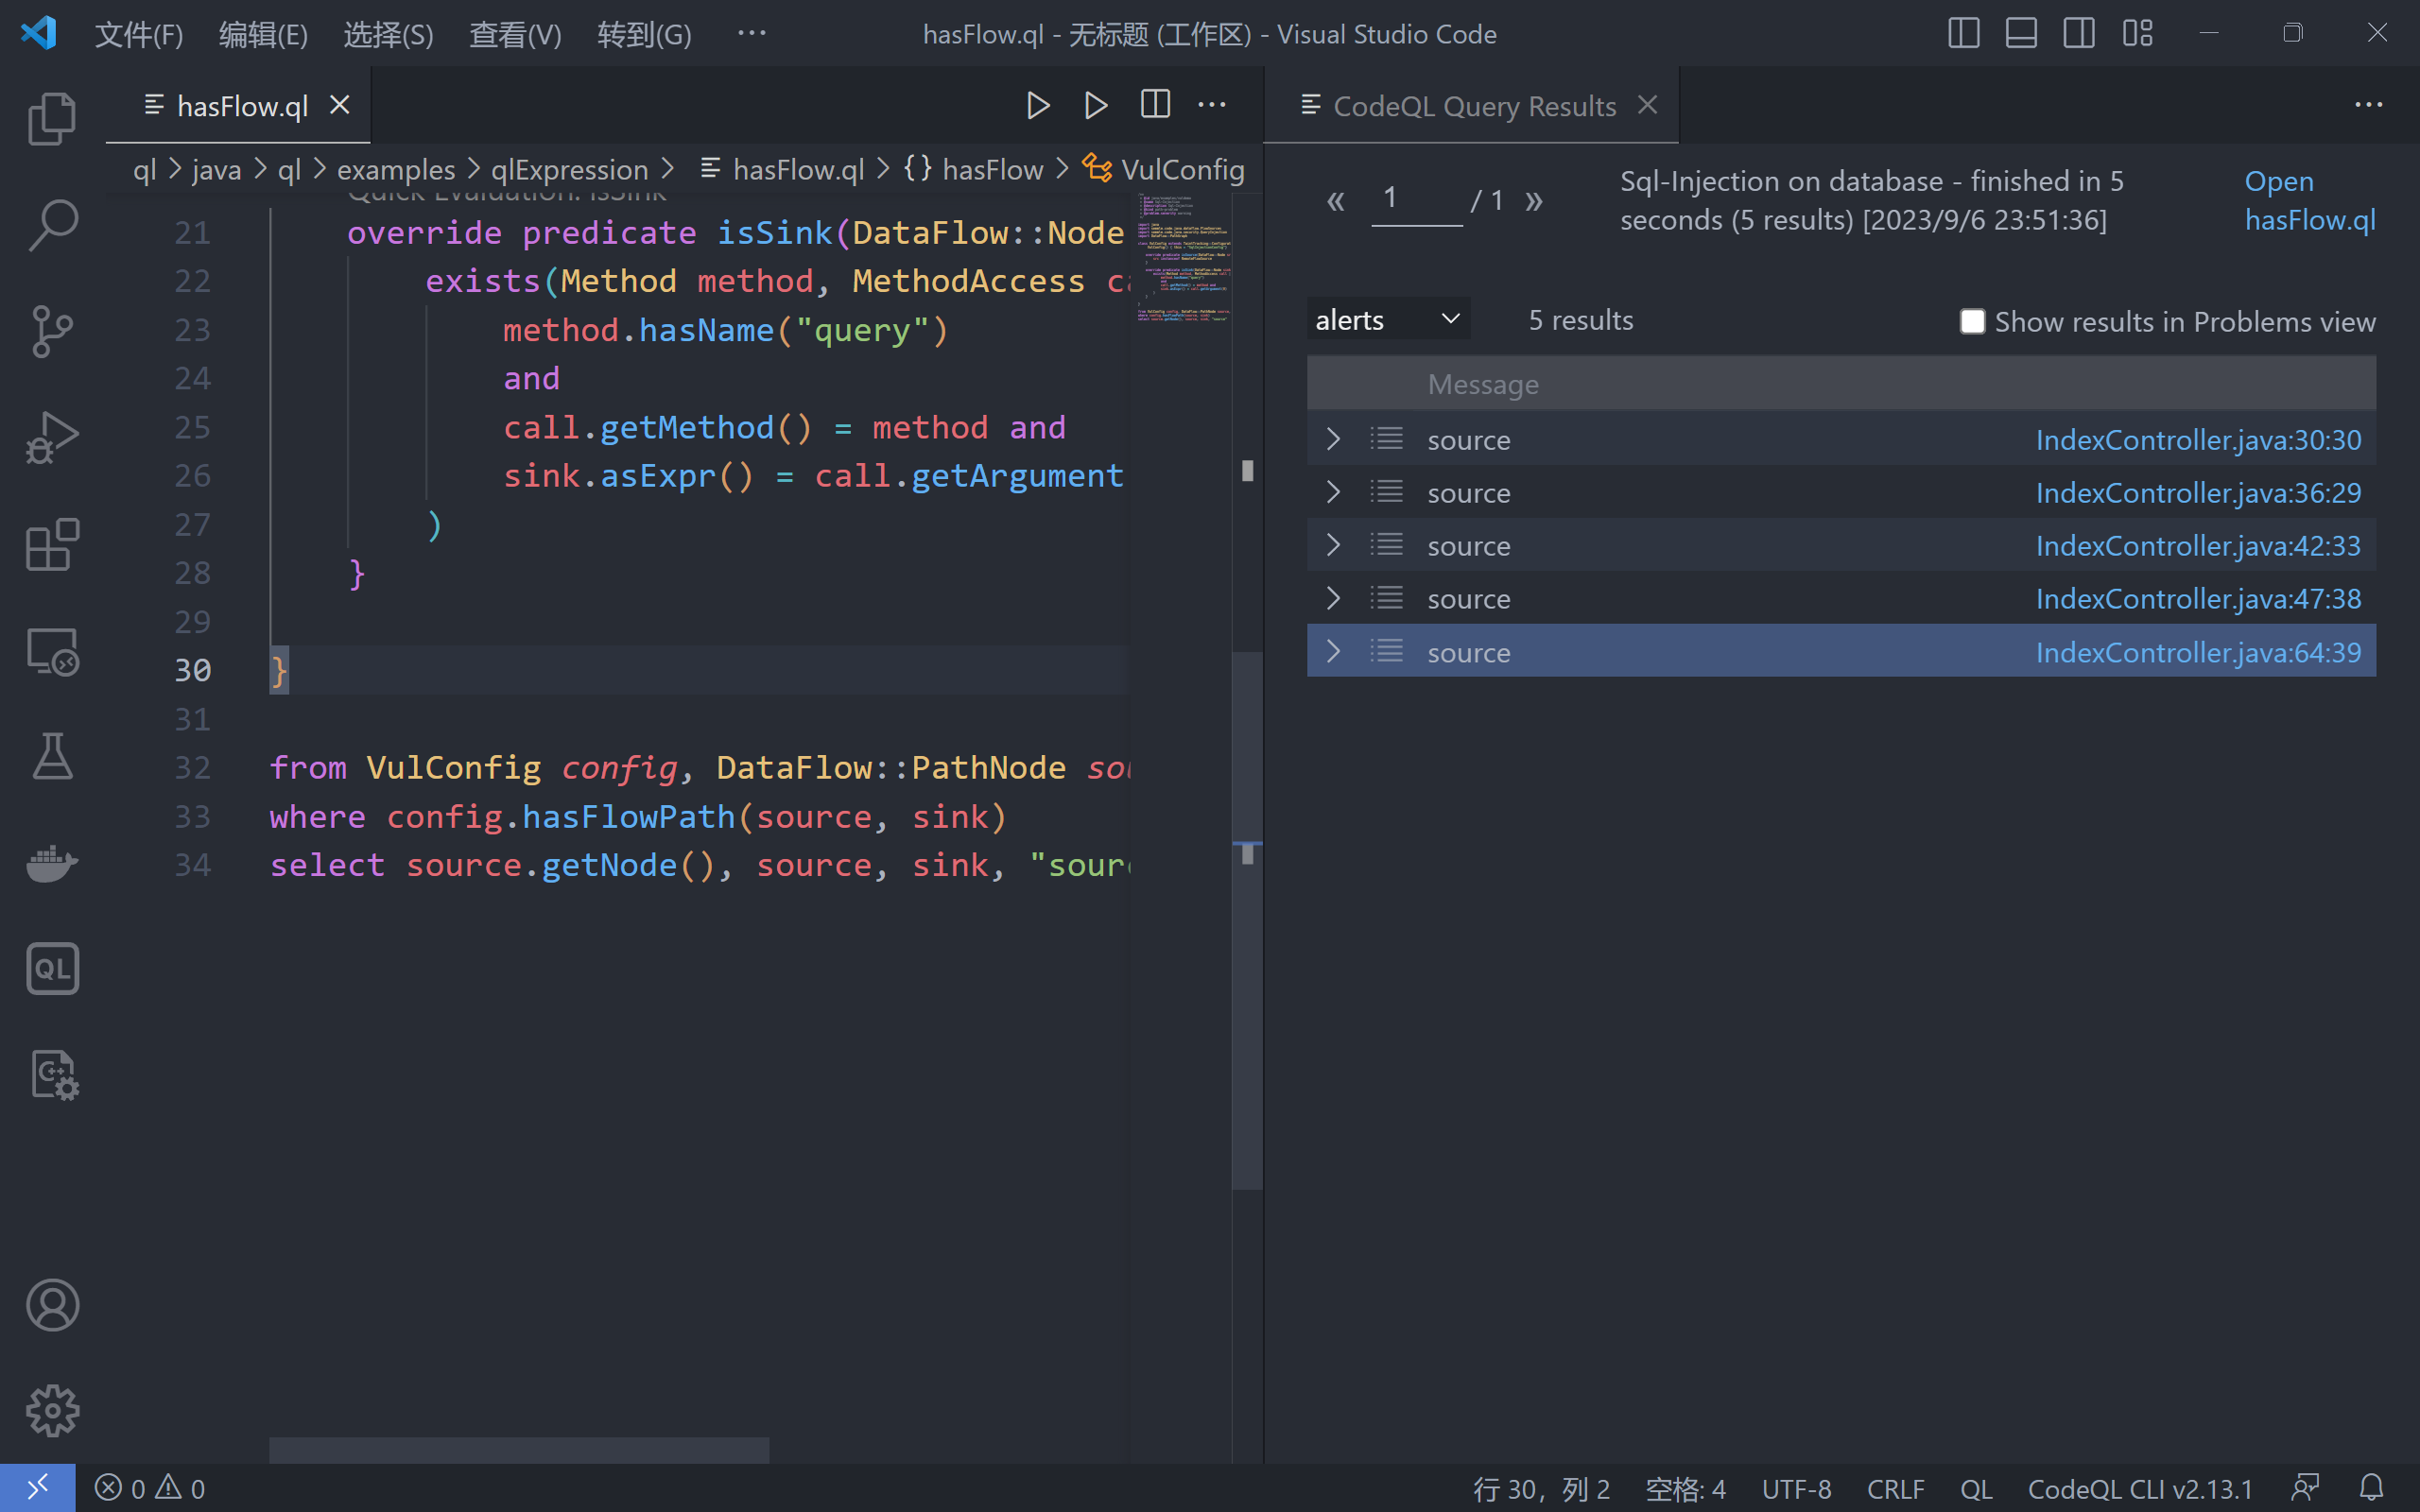 文件(F) 编辑(E) 选择(S) 查看(V) 转到(G) ··· hasFlow.ql - 无标题 (工作区) - Visual Studio Code
hasFlow.ql
ql > java > ql > examples > qlExpression > hasFlow.ql > {} hasFlow > VulConfig
Quick Evaluation: isSink
21 override predicate isSink(DataFlow::Node
22 exists(Method method, MethodAccess ca
23 method.hasName("query")
24 and
25 call.getMethod() = method and
26 sink.asExpr() = call.getArgument
27 )
28 }
29
30 }
31
32 from VulConfig config, DataFlow::PathNode sou
33 where config.hasFlowPath(source, sink)
34 select source.getNode(), source, sink, "sour
CodeQL Query Results
« 1 / 1 »
Sql-Injection on database - finished in 5
seconds (5 results) [2023/9/6 23:51:36]
Open
hasFlow.ql
alerts 5 results Show results in Problems view
Message
source IndexController.java:30:30
source IndexController.java:36:29
source IndexController.java:42:33
source IndexController.java:47:38
source IndexController.java:64:39
QL
C++
0 0 行 30，列 2 空格: 4 UTF-8 CRLF QL CodeQL CLI v2.13.1